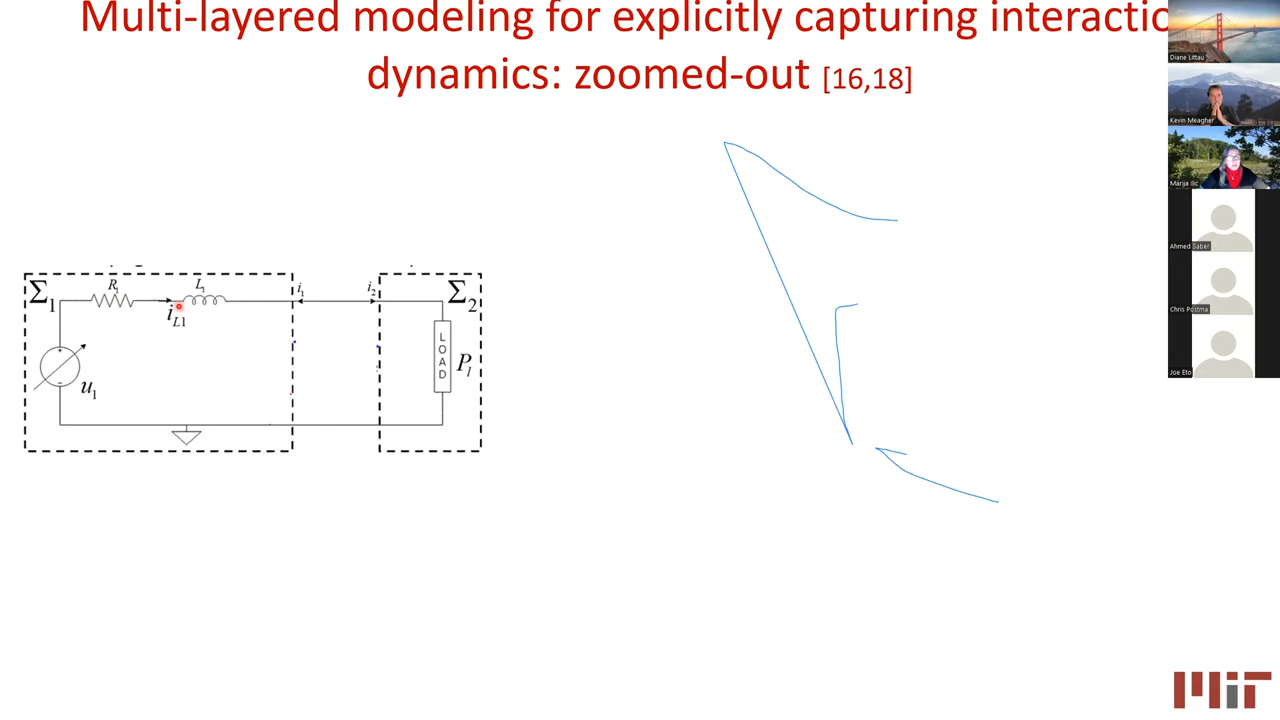 Multi-layered modeling for explicitly capturing interactio
dynamics: zoomed-out [16,18]
Diane Littau
Kevin Meagher
Marija Ilic
Ahmed Saber
Chris Postma
Joe Eto
Σ1
R1
L1
i1
i2
Σ2
iL1
u1
LOAD
Pl
MIT